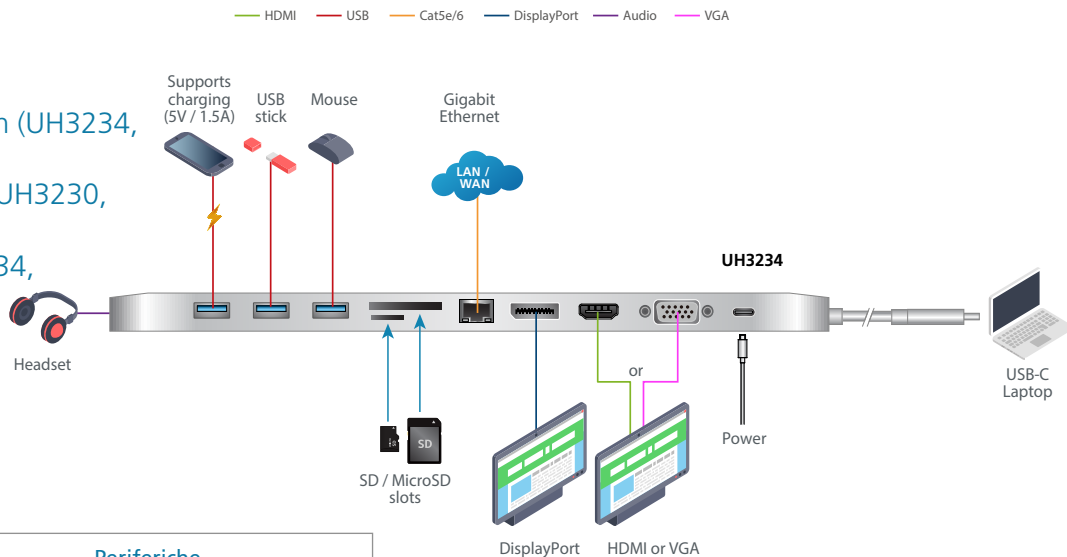 HDMI USB Cat5e/6 DisplayPort Audio VGA
Supports
charging
(5V / 1.5A)
USB
stick
Mouse
Gigabit
Ethernet
(UH3234,
UH3230,
34,
LAN /
WAN
UH3234
Headset
or
USB-C
Laptop
Power
SD
SD / MicroSD
slots
DisplayPort
HDMI or VGA
Periferiche